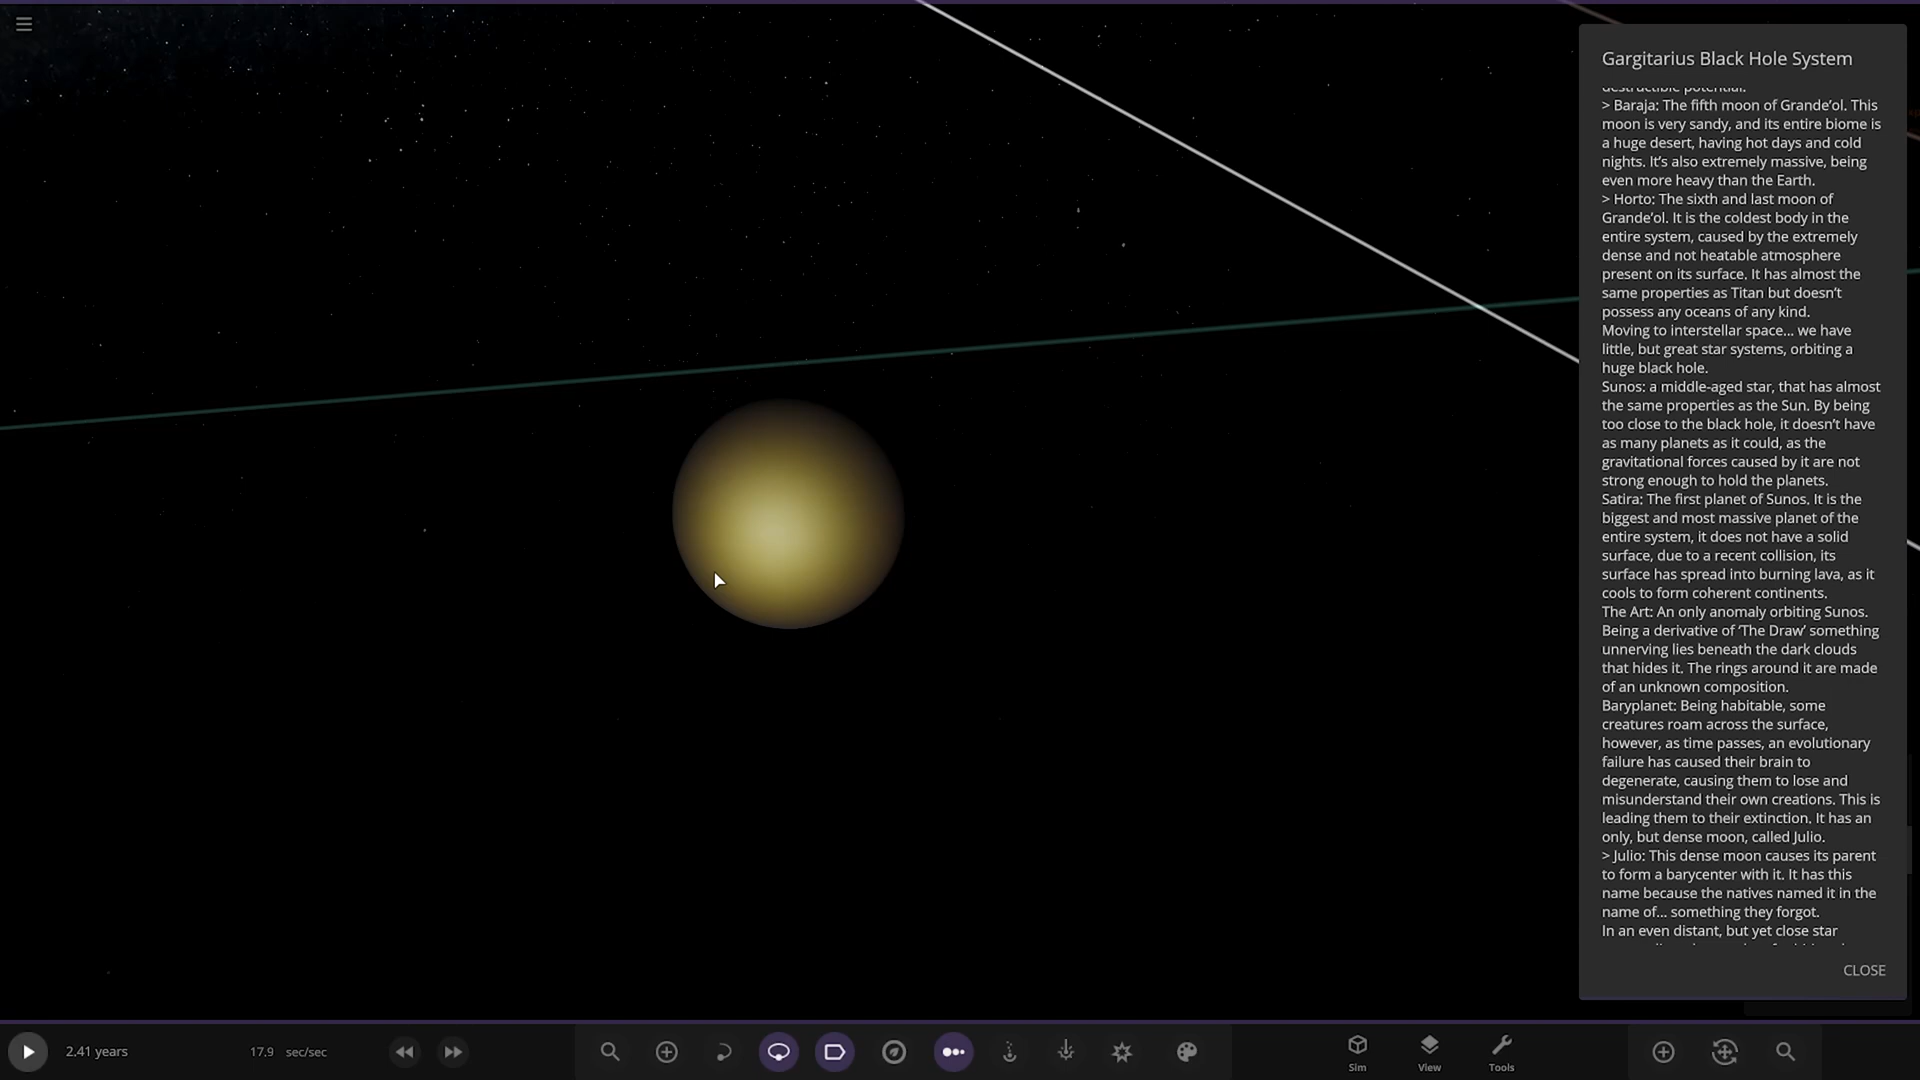 Gargitarius Black Hole System
destructible potential.
> Baraja: The fifth moon of Grande’ol. This
moon is very sandy, and its entire biome is
a huge desert, having hot days and cold
nights. It’s also extremely massive, being
even more heavy than the Earth.
> Horto: The sixth and last moon of
Grande’ol. It is the coldest body in the
entire system, caused by the extremely
dense and not heatable atmosphere
present on its surface. It has almost the
same properties as Titan but doesn’t
possess any oceans of any kind.
Moving to interstellar space... we have
little, but great star systems, orbiting a
huge black hole.
Sunos: a middle-aged star, that has almost
the same properties as the Sun. By being
too close to the black hole, it doesn’t have
as many planets as it could, as the
gravitational forces caused by it are not
strong enough to hold the planets.
Satira: The first planet of Sunos. It is the
biggest and most massive planet of the
entire system, it does not have a solid
surface, due to a recent collision, its
surface has spread into burning lava, as it
cools to form coherent continents.
The Art: An only anomaly orbiting Sunos.
Being a derivative of ‘The Draw’ something
unnerving lies beneath the dark clouds
that hides it. The rings around it are made
of an unknown composition.
Baryplanet: Being habitable, some
creatures roam across the surface,
however, as time passes, an evolutionary
failure has caused their brain to
degenerate, causing them to lose and
misunderstand their own creations. This is
leading them to their extinction. It has an
only, but dense moon, called Julio.
> Julio: This dense moon causes its parent
to form a barycenter with it. It has this
name because the natives named it in the
name of... something they forgot.
In an even distant, but yet close star
CLOSE
2.41 years
17.9 sec/sec
Sim
View
Tools